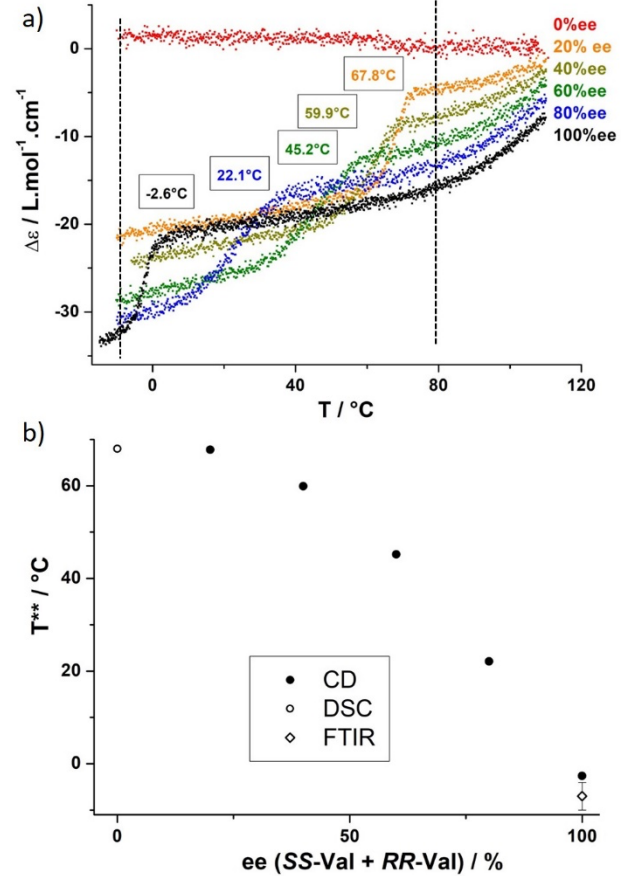 a)
0%ee
20% ee
40%ee
60%ee
80%ee
100%ee
67.8°C
59.9°C
45.2°C
22.1°C
-2.6°C
0
-10
-20
-30
Δε / L.mol⁻¹.cm⁻¹
0
40
80
120
T / °C
b)
60
40
20
0
T** / °C
CD
DSC
FTIR
0
50
100
ee (SS-Val + RR-Val) / %